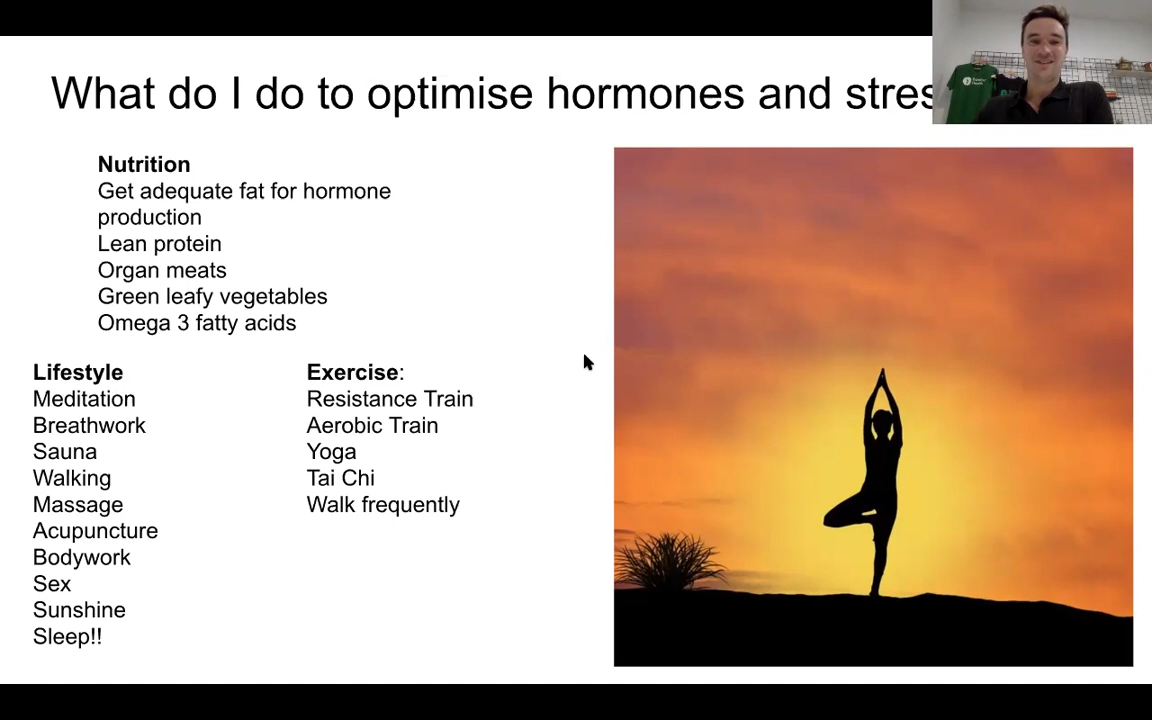 What do I do to optimise hormones and stres
Nutrition
Get adequate fat for hormone
production
Lean protein
Organ meats
Green leafy vegetables
Omega 3 fatty acids
Lifestyle
Meditation
Breathwork
Sauna
Walking
Massage
Acupuncture
Bodywork
Sex
Sunshine
Sleep!!
Exercise:
Resistance Train
Aerobic Train
Yoga
Tai Chi
Walk frequently